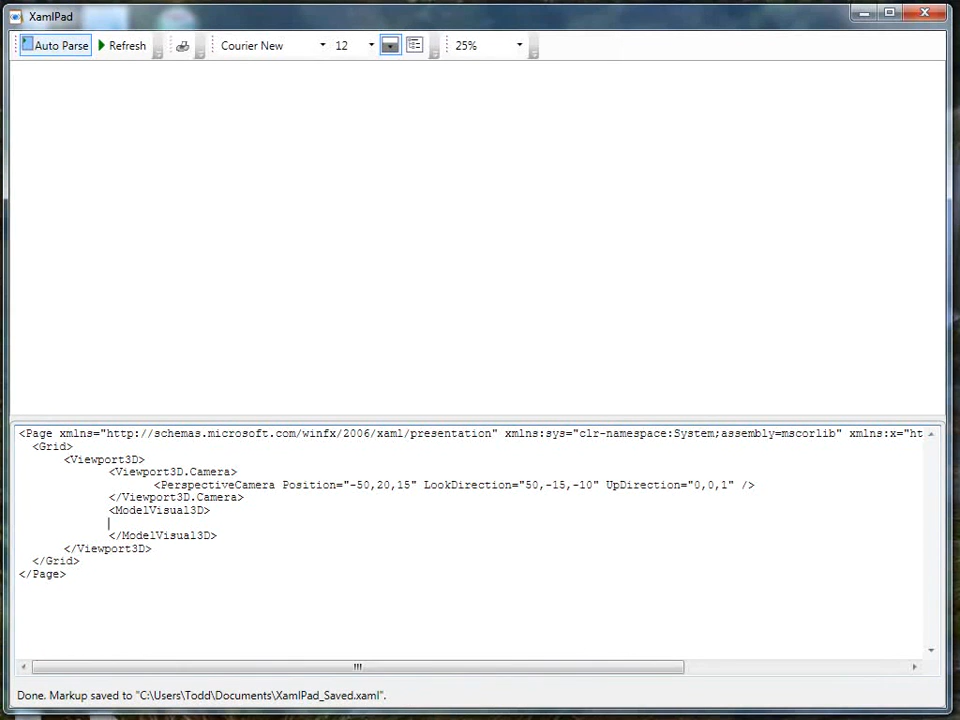 XamlPad
Auto Parse Refresh Courier New 12 25%
<Page xmlns="http://schemas.microsoft.com/winfx/2006/xaml/presentation" xmlns:sys="clr-namespace:System;assembly=mscorlib" xmlns:x="ht
<Grid>
<Viewport3D>
<Viewport3D.Camera>
<PerspectiveCamera Position="-50,20,15" LookDirection="50,-15,-10" UpDirection="0,0,1" />
</Viewport3D.Camera>
<ModelVisual3D>
</ModelVisual3D>
</Viewport3D>
</Grid>
</Page>
Done. Markup saved to "C:\Users\Todd\Documents\XamlPad_Saved.xaml".